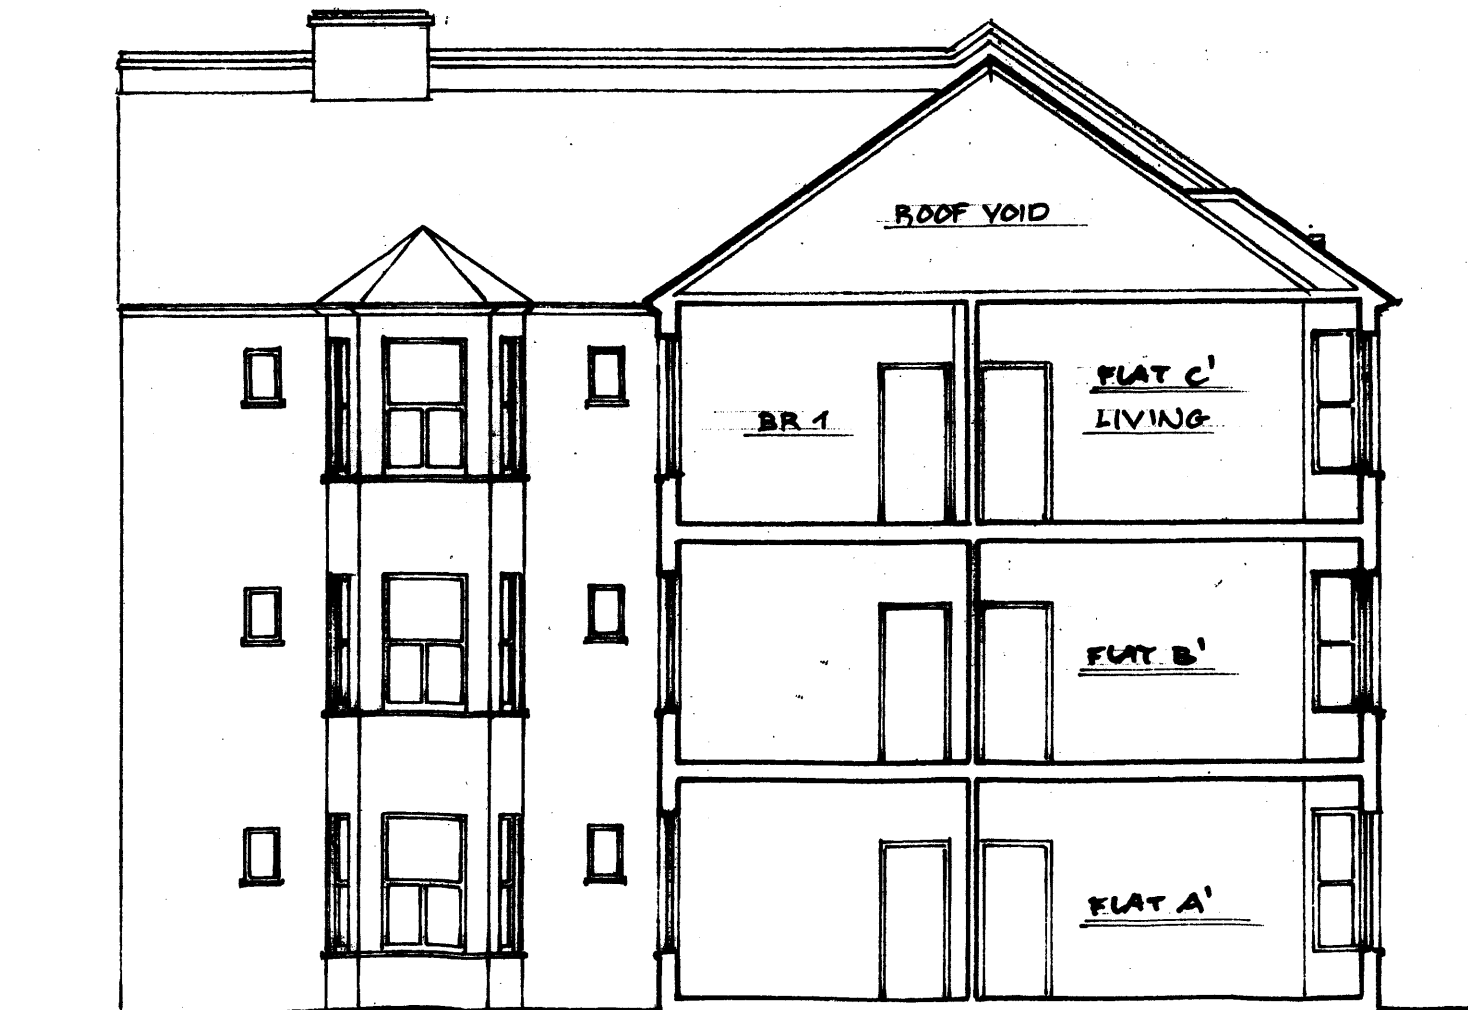 ROOF VOID
FLAT C'
LIVING
BR 1
FLAT B'
FLAT A'